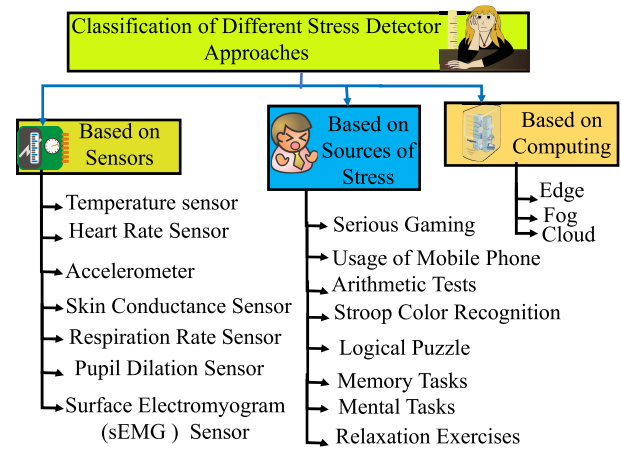 Classification of Different Stress Detector
Approaches
Based on
Sensors
Temperature sensor
Heart Rate Sensor
Accelerometer
Skin Conductance Sensor
Respiration Rate Sensor
Pupil Dilation Sensor
Surface Electromyogram
(sEMG ) Sensor
Based on
Sources of
Stress
Serious Gaming
Usage of Mobile Phone
Arithmetic Tests
Stroop Color Recognition
Logical Puzzle
Memory Tasks
Mental Tasks
Relaxation Exercises
Based on
Computing
Edge
Fog
Cloud